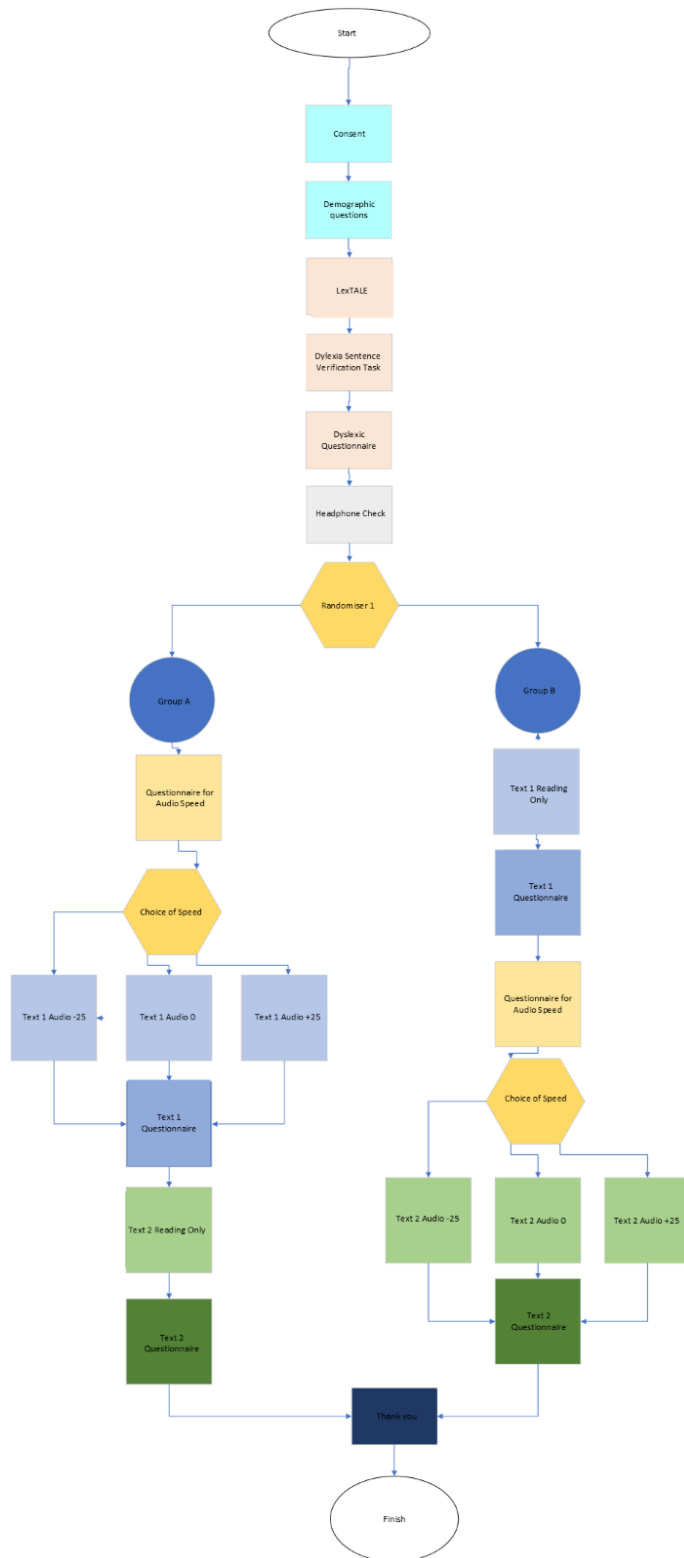 Start
Consent
Demographic
questions
LexTALE
Dylexia Sentence
Verification Task
Dyslexic
Questionnaire
Headphone Check
Randomiser 1
Group A
Questionnaire for
Audio Speed
Choice of Speed
Text 1 Audio -25
Text 1 Audio 0
Text 1 Audio +25
Text 1
Questionnaire
Text 2 Reading Only
Text 2
Questionnaire
Group B
Text 1 Reading
Only
Text 1
Questionnaire
Questionnaire for
Audio Speed
Choice of Speed
Text 2 Audio -25
Text 2 Audio 0
Text 2 Audio +25
Text 2
Questionnaire
Thank you
Finish